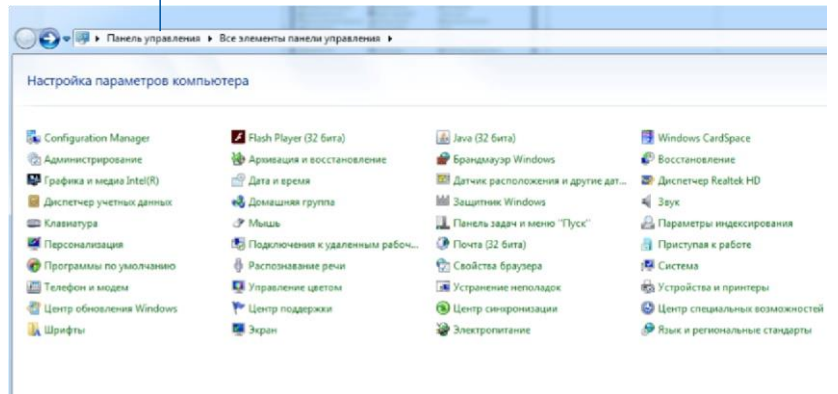 Панель управления ▸ Все элементы панели управления ▸
Настройка параметров компьютера
Configuration Manager Flash Player (32 бита) Java (32 бита) Windows CardSpace
Администрирование Архивация и восстановление Брандмауэр Windows Восстановление
Графика и медиа Intel(R) Дата и время Датчик расположения и другие дат... Диспетчер Realtek HD
Диспетчер учетных данных Домашняя группа Защитник Windows Звук
Клавиатура Мышь Панель задач и меню "Пуск" Параметры индексирования
Персонализация Подключения к удаленным рабоч... Почта (32 бита) Приступая к работе
Программы по умолчанию Распознавание речи Свойства браузера Система
Телефон и модем Управление цветом Устранение неполадок Устройства и принтеры
Центр обновления Windows Центр поддержки Центр синхронизации Центр специальных возможностей
Шрифты Экран Электропитание Язык и региональные стандарты